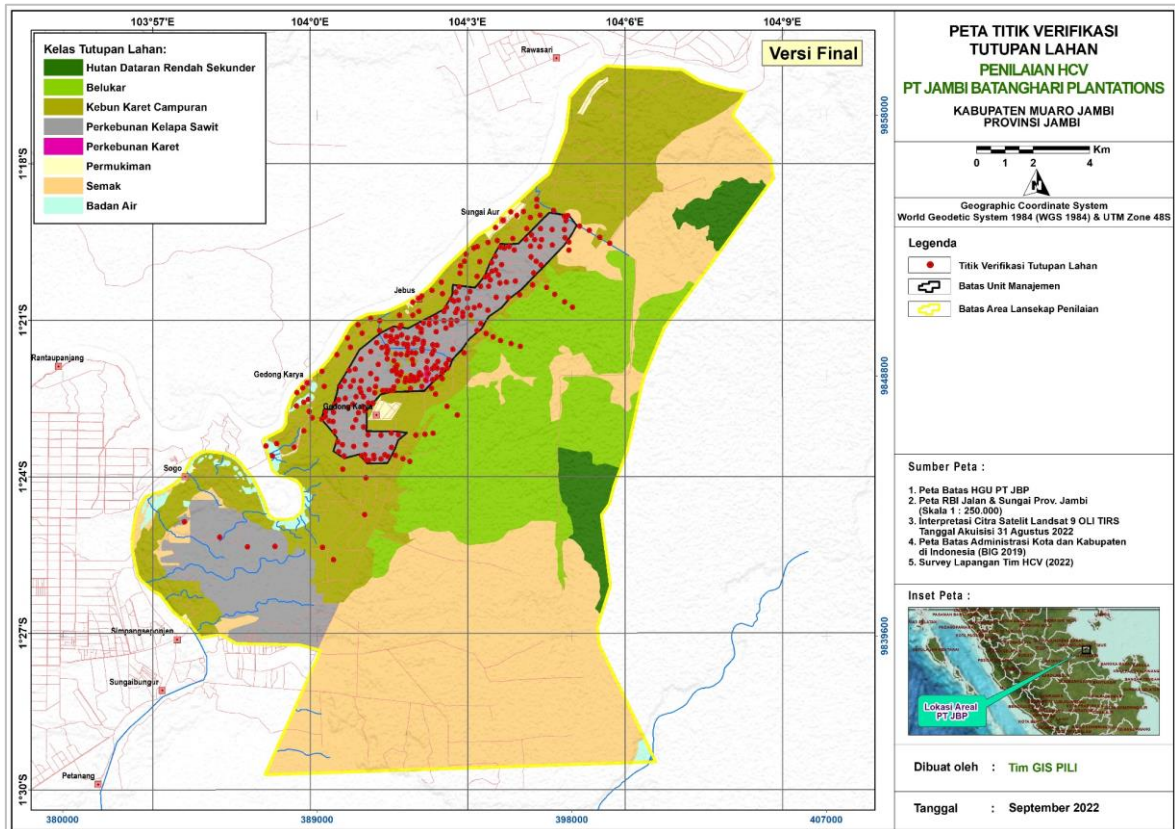 103°57'E
104°0'E
104°3'E
104°6'E
104°9'E
Kelas Tutupan Lahan:
Hutan Dataran Rendah Sekunder
Belukar
Kebun Karet Campuran
Perkebunan Kelapa Sawit
Perkebunan Karet
Permukiman
Semak
Badan Air
Versi Final
Rawasari
Sungai Aur
Jebus
Rantaupanjang
Gedong Karya
Gedong Karya
Sogo
Simpangseponjen
Sungaibungur
Petanang
1°18'S
1°21'S
1°24'S
1°27'S
1°30'S
9858000
9848800
9839600
380000
389000
398000
407000
PETA TITIK VERIFIKASI
TUTUPAN LAHAN
PENILAIAN HCV
PT JAMBI BATANGHARI PLANTATIONS
KABUPATEN MUARO JAMBI
PROVINSI JAMBI
Km
0 1 2 4
Geographic Coordinate System
World Geodetic System 1984 (WGS 1984) & UTM Zone 48S
Legenda
Titik Verifikasi Tutupan Lahan
Batas Unit Manajemen
Batas Area Lansekap Penilaian
Sumber Peta :
1. Peta Batas HGU PT JBP
2. Peta RBI Jalan & Sungai Prov. Jambi
(Skala 1 : 250.000)
3. Interpretasi Citra Satelit Landsat 9 OLI TIRS
Tanggal Akuisisi 31 Agustus 2022
4. Peta Batas Administrasi Kota dan Kabupaten
di Indonesia (BIG 2019)
5. Survey Lapangan Tim HCV (2022)
Inset Peta :
Lokasi Areal
PT JBP
Dibuat oleh : Tim GIS PILI
Tanggal : September 2022